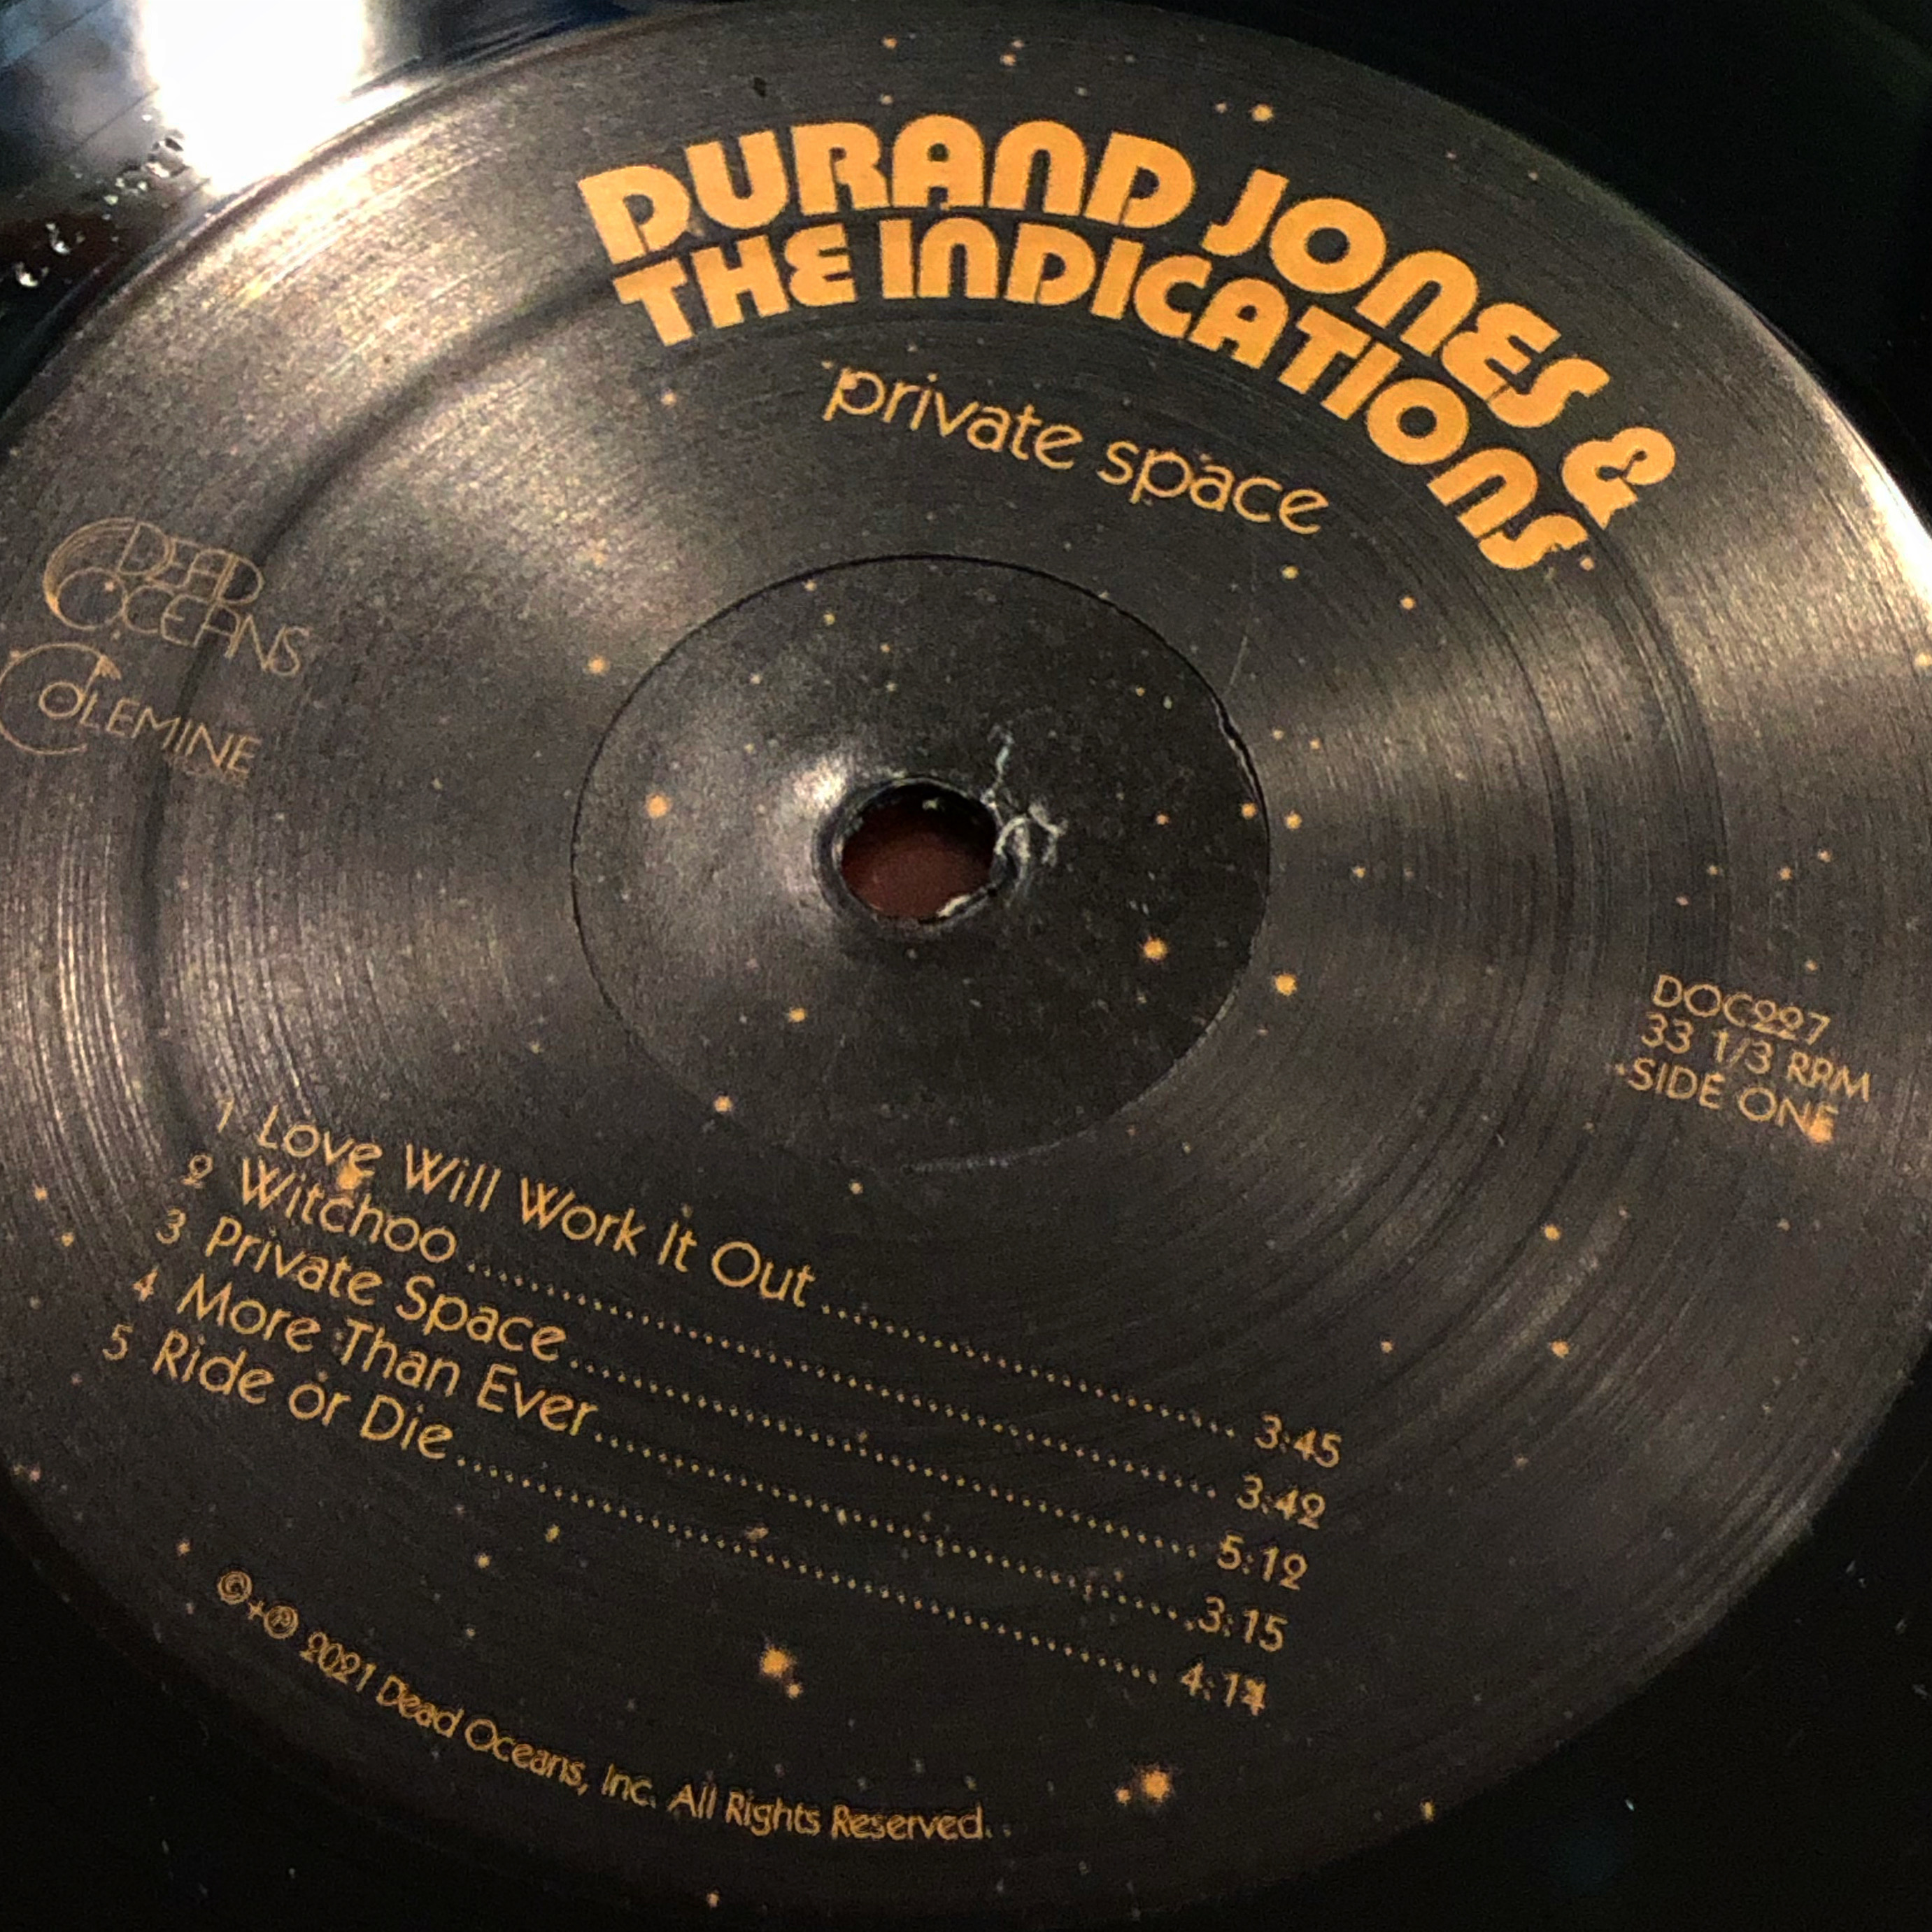 DURAND JONES &
THE INDICATIONS
private space
DEAD
OCEANS
COLEMINE
DOC227
33 1/3 RPM
SIDE ONE
1 Love Will Work It Out ........................ 3:45
2 Witchoo ........................ 3:42
3 Private Space ........................ 5:12
4 More Than Ever ........................ 3:15
5 Ride or Die ........................ 4:14
©+℗ 2021 Dead Oceans, Inc. All Rights Reserved.